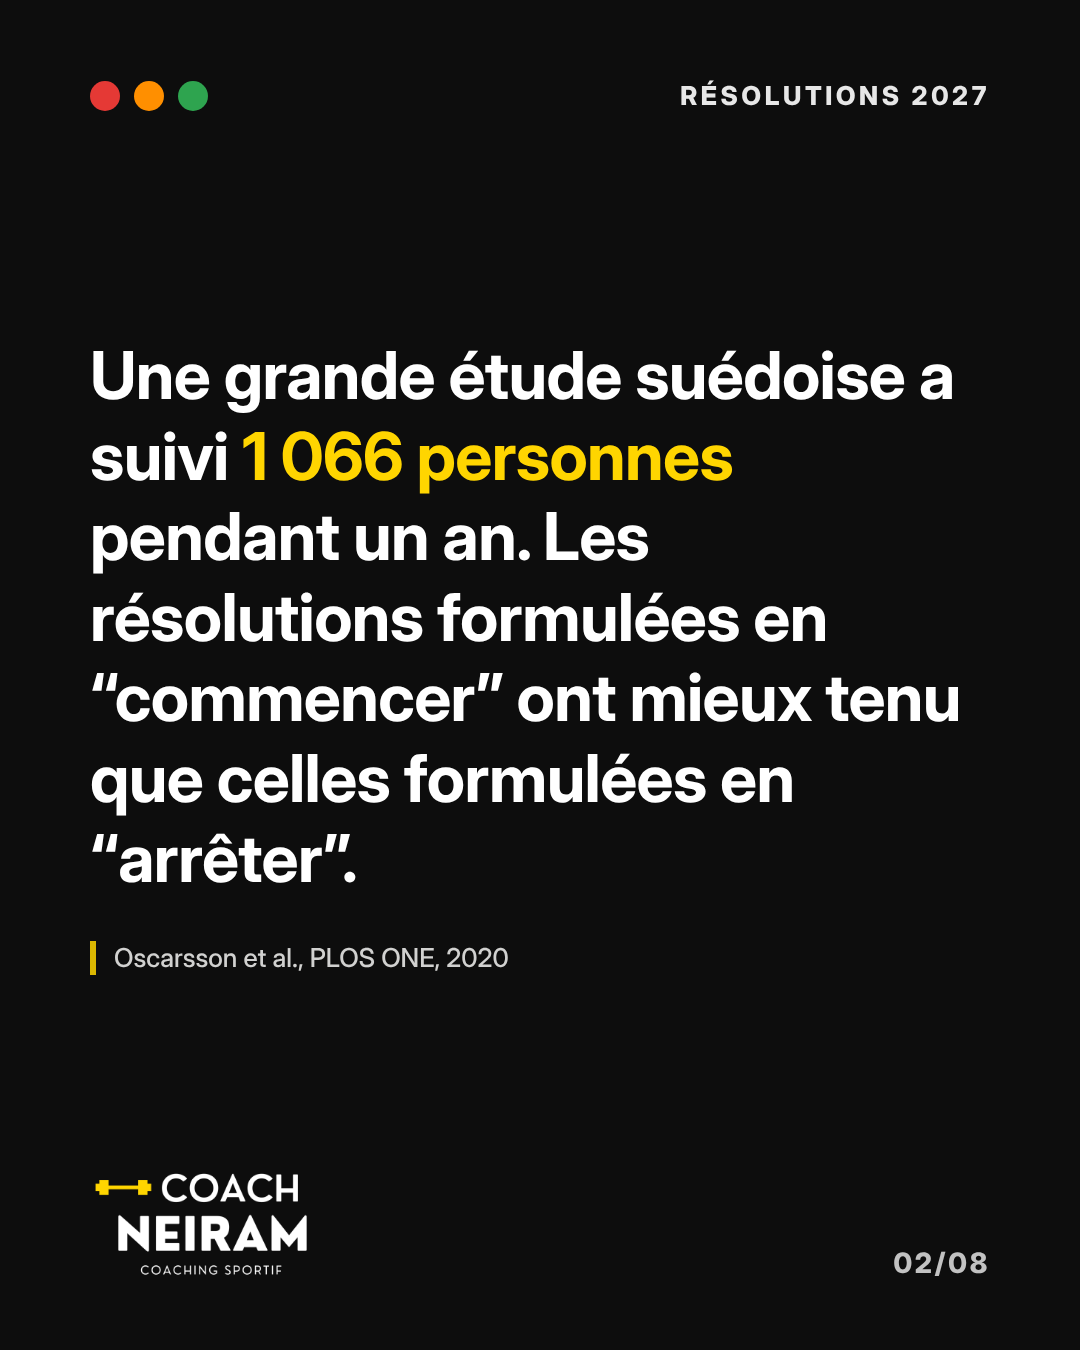 RÉSOLUTIONS 2027
Une grande étude suédoise a
suivi 1 066 personnes
pendant un an. Les
résolutions formulées en
“commencer” ont mieux tenu
que celles formulées en
“arrêter”.
Oscarsson et al., PLOS ONE, 2020
COACH
NEIRAM
COACHING SPORTIF
02/08